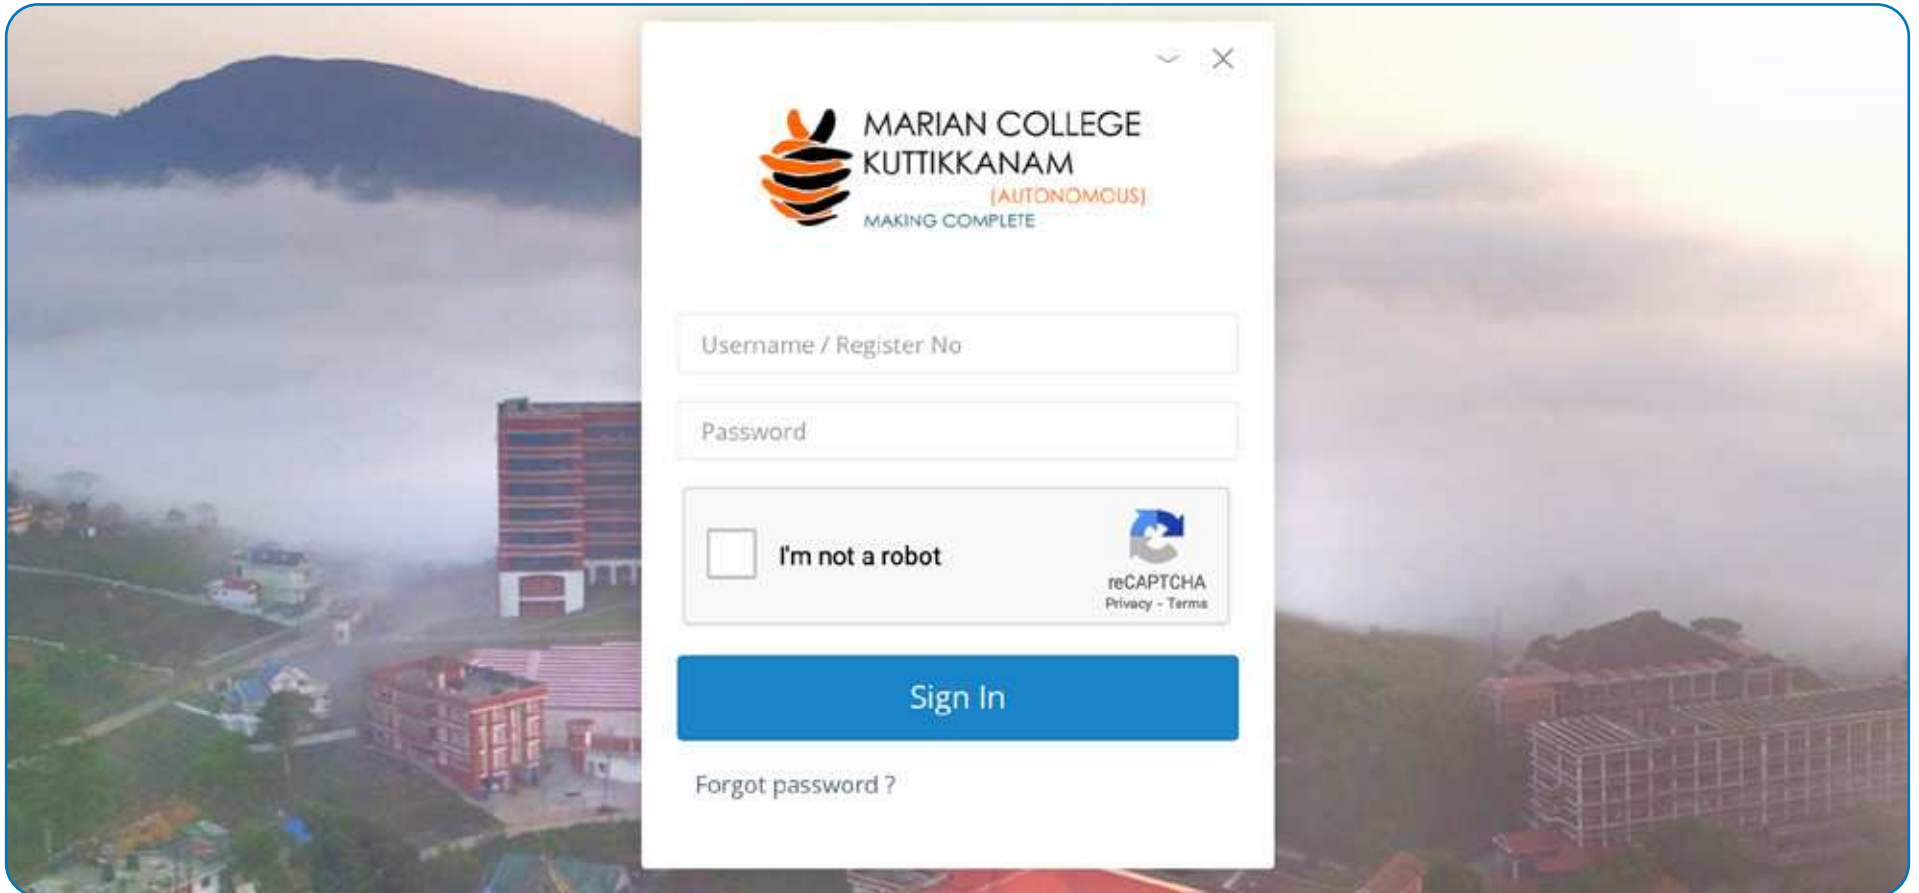 MARIAN COLLEGE
KUTTIKKANAM
(AUTONOMOUS)
MAKING COMPLETE
Username / Register No
Password
I'm not a robot
reCAPTCHA
Privacy - Terms
Sign In
Forgot password ?